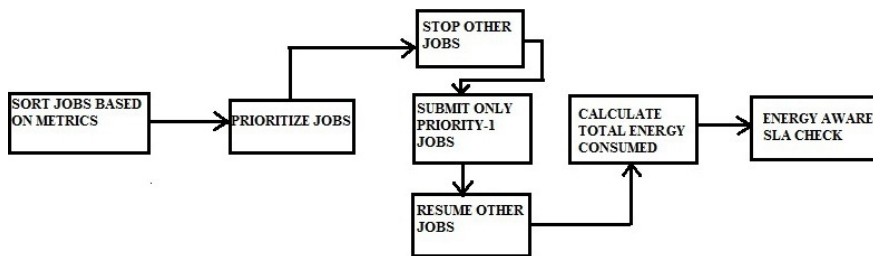 SORT JOBS BASED
ON METRICS
PRIORITIZE JOBS
STOP OTHER
JOBS
SUBMIT ONLY
PRIORITY-1
JOBS
RESUME OTHER
JOBS
CALCULATE
TOTAL ENERGY
CONSUMED
ENERGY AWARE
SLA CHECK